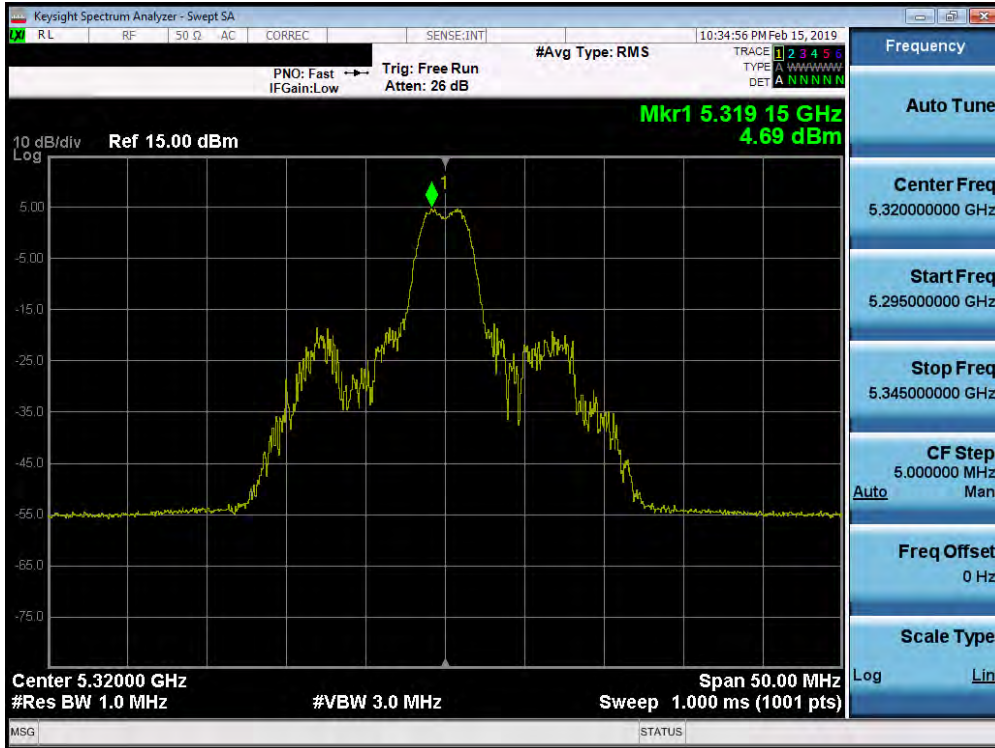 Keysight Spectrum Analyzer - Swept SA
LXI RL RF 50 Ω AC CORREC SENSE:INT 10:34:56 PM Feb 15, 2019
#Avg Type: RMS TRACE 1 2 3 4 5 6
PNO: Fast Trig: Free Run TYPE A WWWWWW
IFGain:Low Atten: 26 dB DET A N N N N N
Mkr1 5.319 15 GHz
4.69 dBm
10 dB/div Ref 15.00 dBm
Log
1
5.00
-5.00
-15.0
-25.0
-35.0
-45.0
-55.0
-65.0
-75.0
Center 5.32000 GHz Span 50.00 MHz
#Res BW 1.0 MHz #VBW 3.0 MHz Sweep 1.000 ms (1001 pts)
MSG STATUS
Frequency
Auto Tune
Center Freq
5.320000000 GHz
Start Freq
5.295000000 GHz
Stop Freq
5.345000000 GHz
CF Step
5.000000 MHz
Auto Man
Freq Offset
0 Hz
Scale Type
Log Lin